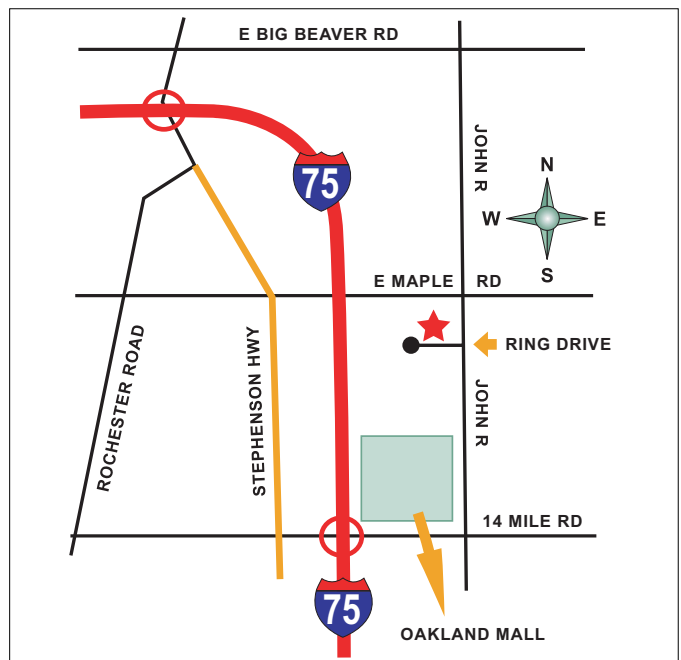 E BIG BEAVER RD
JOHN R
75
N
W E
S
E MAPLE RD
RING DRIVE
ROCHESTER ROAD
STEPHENSON HWY
JOHN R
14 MILE RD
75
OAKLAND MALL